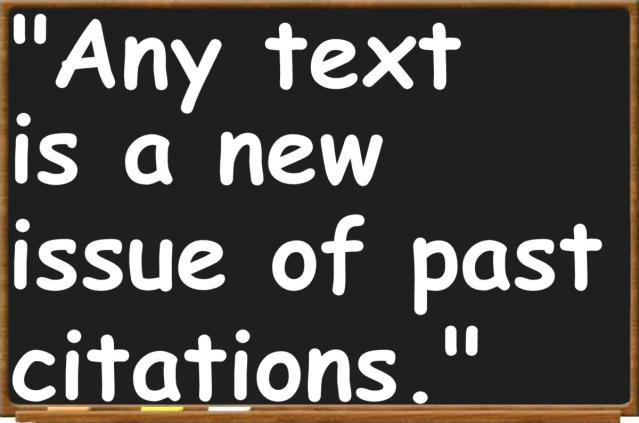 "Any text
is a new
issue of past
citations."